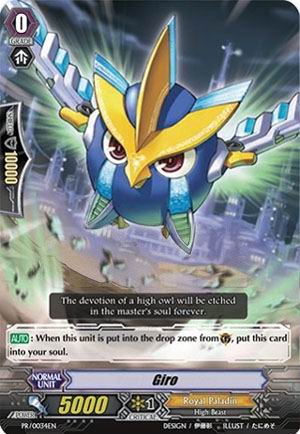 0
GRADE
10000
The devotion of a high owl will be etched
in the master's soul forever.
AUTO : When this unit is put into the drop zone from , put this card
into your soul.
NORMAL
UNIT
Giro
POWER
5000
1
CRITICAL
Royal Paladin
High Beast
PR/0034EN
DESIGN / 伊藤彰 ILLUST / たにめそ